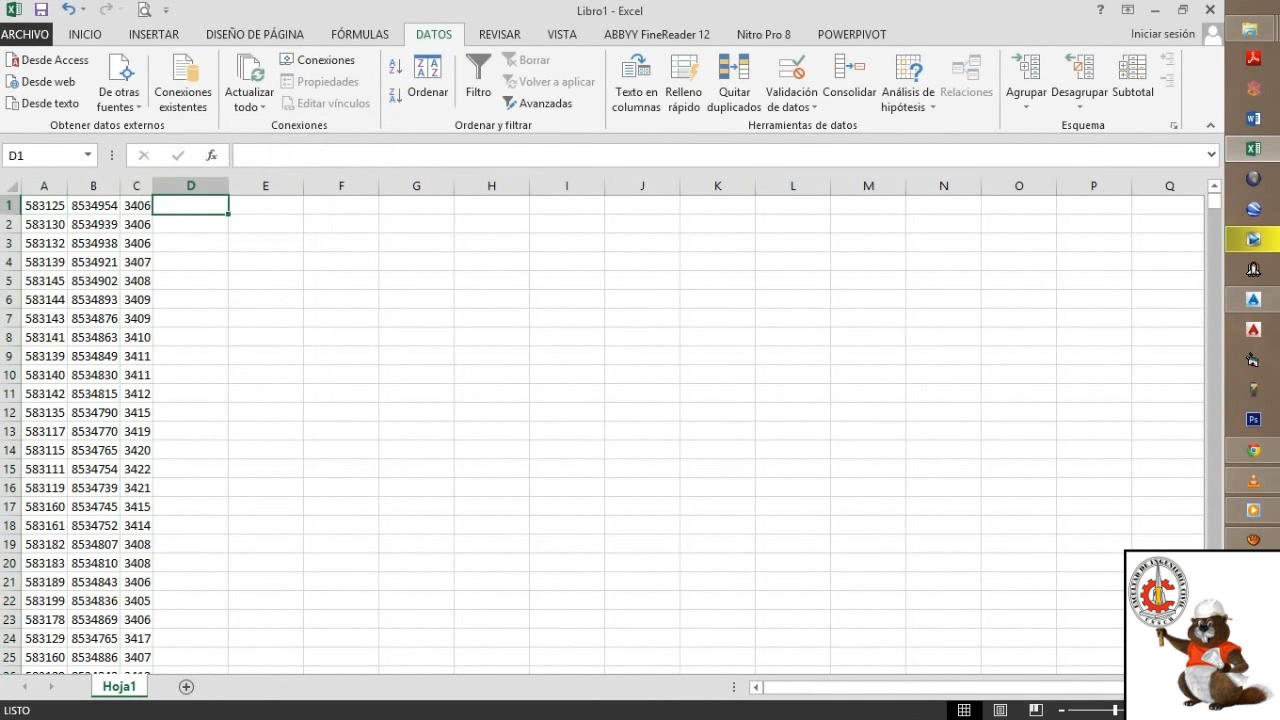 Libro1 - Excel
ARCHIVO INICIO INSERTAR DISEÑO DE PÁGINA FÓRMULAS DATOS REVISAR VISTA ABBYY FineReader 12 Nitro Pro 8 POWERPIVOT Iniciar sesión
Desde Access
Desde web
Desde texto
De otras fuentes
Conexiones existentes
Obtener datos externos
Actualizar todo
Conexiones
Propiedades
Editar vínculos
Conexiones
Ordenar
Filtro
Borrar
Volver a aplicar
Avanzadas
Ordenar y filtrar
Texto en columnas
Relleno rápido
Quitar duplicados
Validación de datos
Consolidar
Análisis de hipótesis
Relaciones
Herramientas de datos
Agrupar
Desagrupar
Subtotal
Esquema
D1 fx
A B C D E F G H I J K L M N O P Q
1 583125 8534954 3406
2 583130 8534939 3406
3 583132 8534938 3406
4 583139 8534921 3407
5 583145 8534902 3408
6 583144 8534893 3409
7 583143 8534876 3409
8 583141 8534863 3410
9 583139 8534849 3411
10 583140 8534830 3411
11 583142 8534815 3412
12 583135 8534790 3415
13 583117 8534770 3419
14 583115 8534765 3420
15 583111 8534754 3422
16 583119 8534739 3421
17 583160 8534745 3415
18 583161 8534752 3414
19 583182 8534807 3408
20 583183 8534810 3408
21 583189 8534843 3406
22 583199 8534836 3405
23 583178 8534869 3406
24 583129 8534765 3417
25 583160 8534886 3407
Hoja1
LISTO
FACULTAD DE INGENIERÍA CIVIL